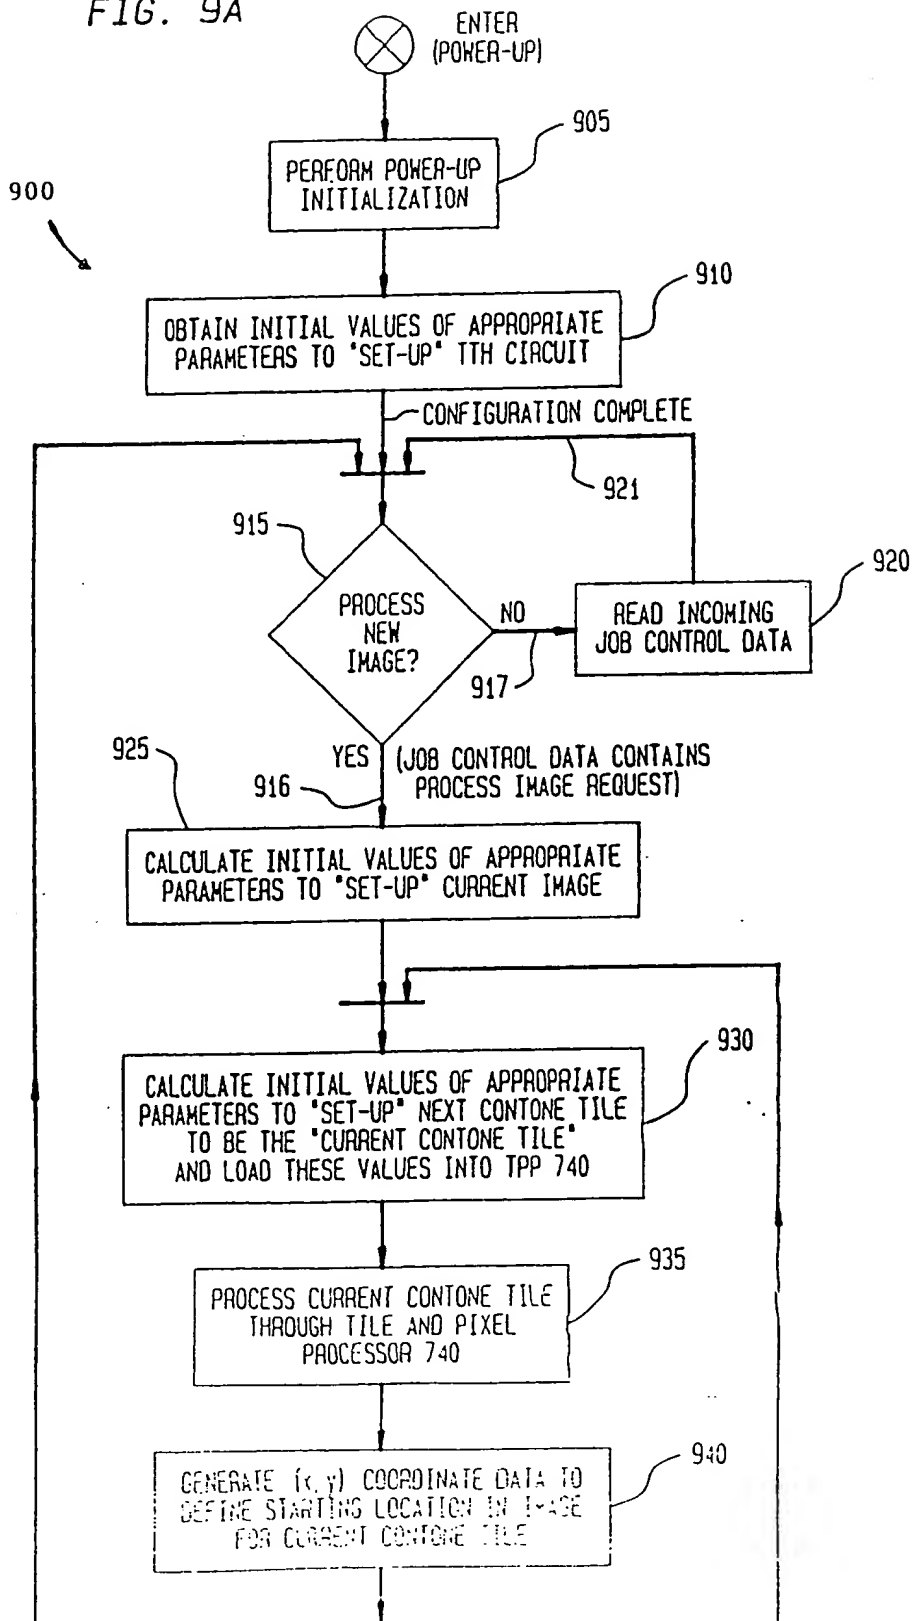 FIG. 9A
ENTER
(POWER-UP)
905
PERFORM POWER-UP
INITIALIZATION
900
910
OBTAIN INITIAL VALUES OF APPROPRIATE
PARAMETERS TO "SET-UP" TTH CIRCUIT
CONFIGURATION COMPLETE
921
915
920
PROCESS
NEW
IMAGE?
NO
READ INCOMING
JOB CONTROL DATA
917
925
YES (JOB CONTROL DATA CONTAINS
PROCESS IMAGE REQUEST)
916
CALCULATE INITIAL VALUES OF APPROPRIATE
PARAMETERS TO "SET-UP" CURRENT IMAGE
930
CALCULATE INITIAL VALUES OF APPROPRIATE
PARAMETERS TO "SET-UP" NEXT CONTONE TILE
TO BE THE "CURRENT CONTONE TILE"
AND LOAD THESE VALUES INTO TPP 740
935
PROCESS CURRENT CONTONE TILE
THROUGH TILE AND PIXEL
PROCESSOR 740
940
GENERATE (x, y) COORDINATE DATA TO
DEFINE STARTING LOCATION IN IMAGE
FOR CURRENT CONTONE TILE